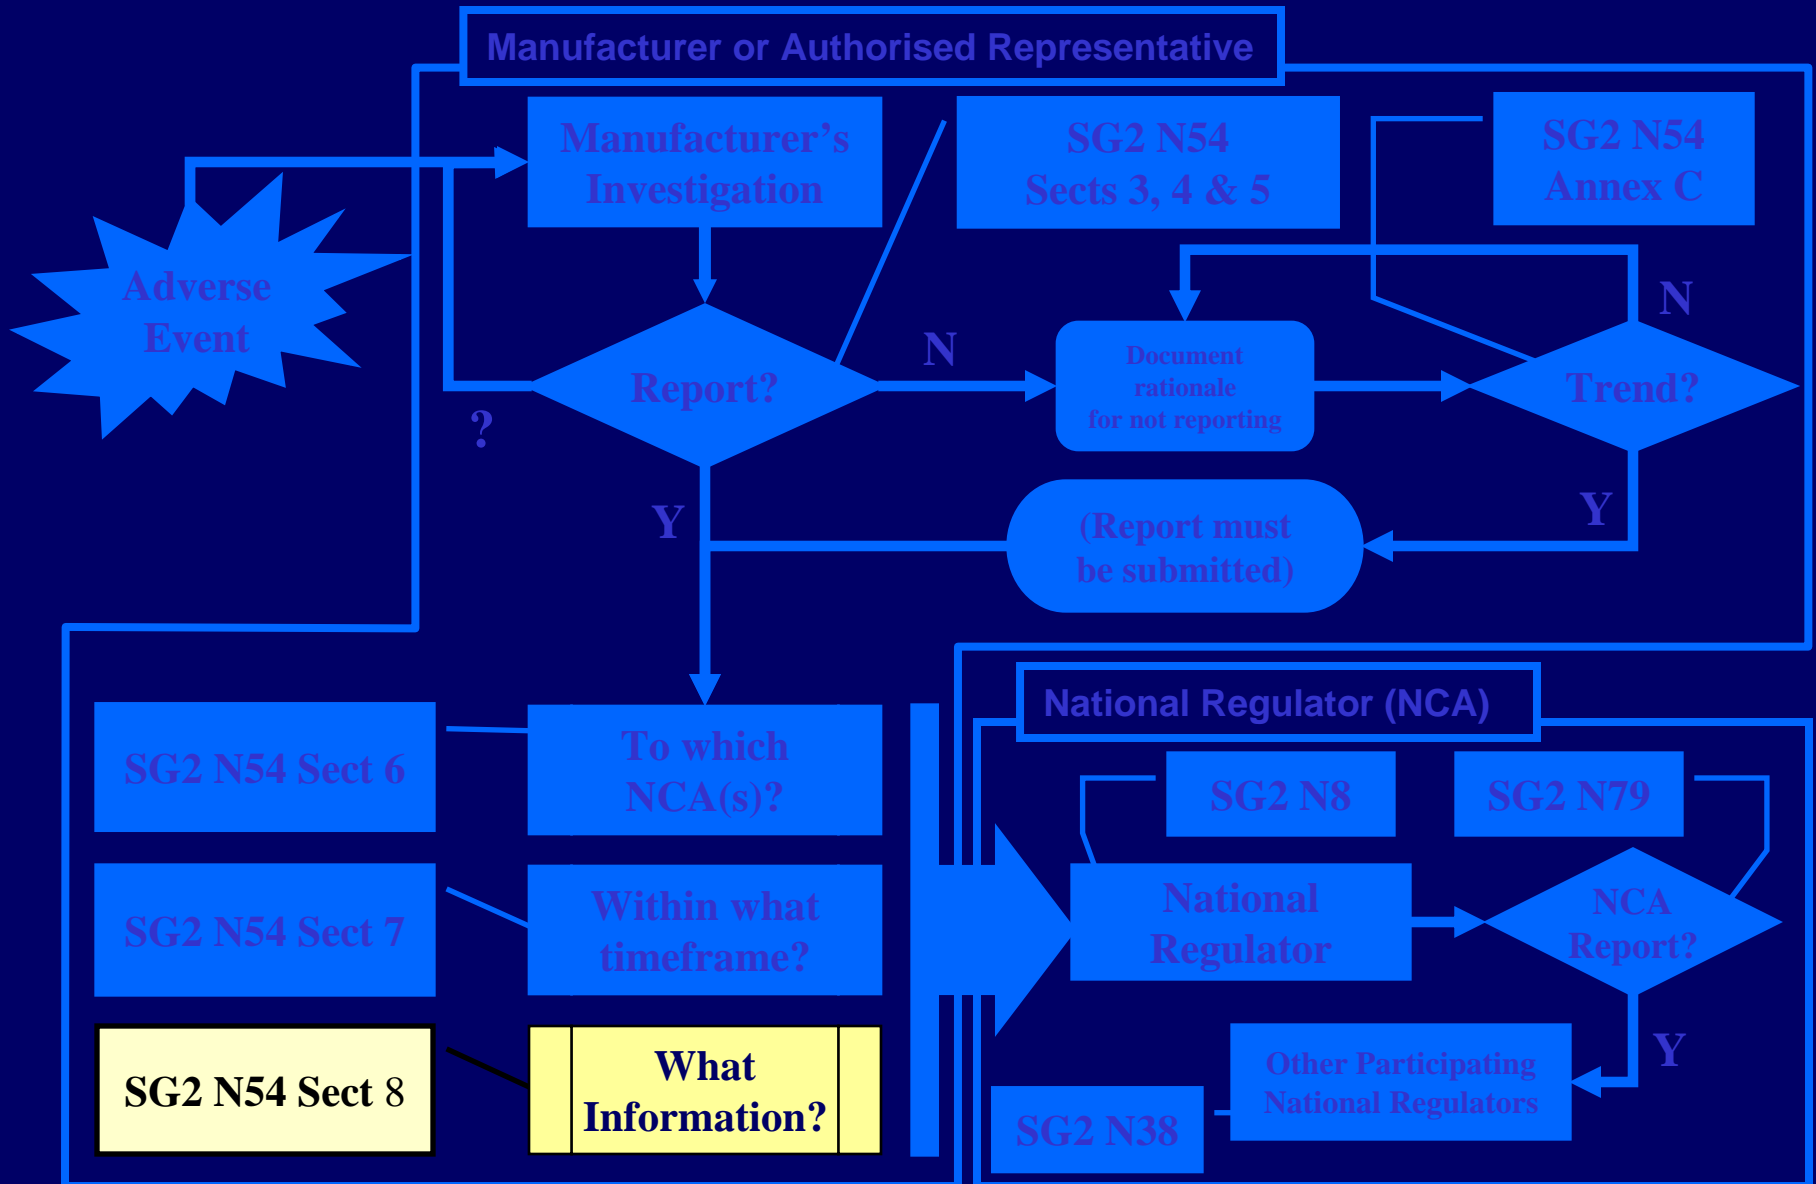 Manufacturer or Authorised Representative
Manufacturer's
Investigation
SG2 N54
Sects 3, 4 & 5
SG2 N54
Annex C
Adverse
Event
Report?
?
N
Document
rationale
for not reporting
Trend?
N
Y
Y
(Report must
be submitted)
SG2 N54 Sect 6
To which
NCA(s)?
SG2 N54 Sect 7
Within what
timeframe?
SG2 N54 Sect 8
What
Information?
National Regulator (NCA)
SG2 N8
SG2 N79
National
Regulator
NCA
Report?
Y
Other Participating
National Regulators
SG2 N38